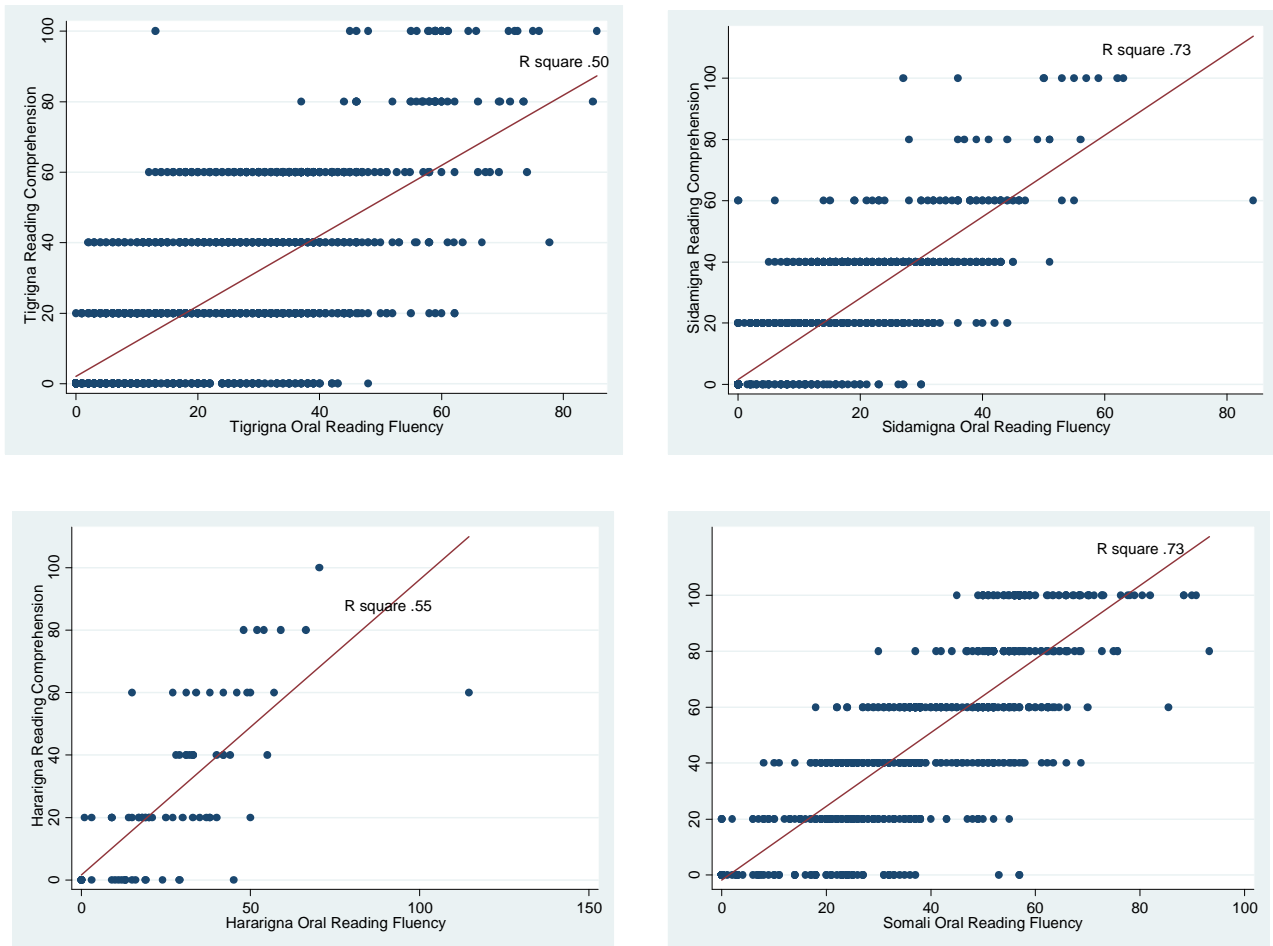 Tigrigna Reading Comprehension
100
80
60
40
20
0
R square .50
0 20 40 60 80
Tigrigna Oral Reading Fluency
Sidamigna Reading Comprehension
100
80
60
40
20
0
R square .73
0 20 40 60 80
Sidamigna Oral Reading Fluency
Hararigna Reading Comprehension
100
80
60
40
20
0
R square .55
0 50 100 150
Hararigna Oral Reading Fluency
Somali Reading Comprehension
100
80
60
40
20
0
R square .73
0 20 40 60 80 100
Somali Oral Reading Fluency